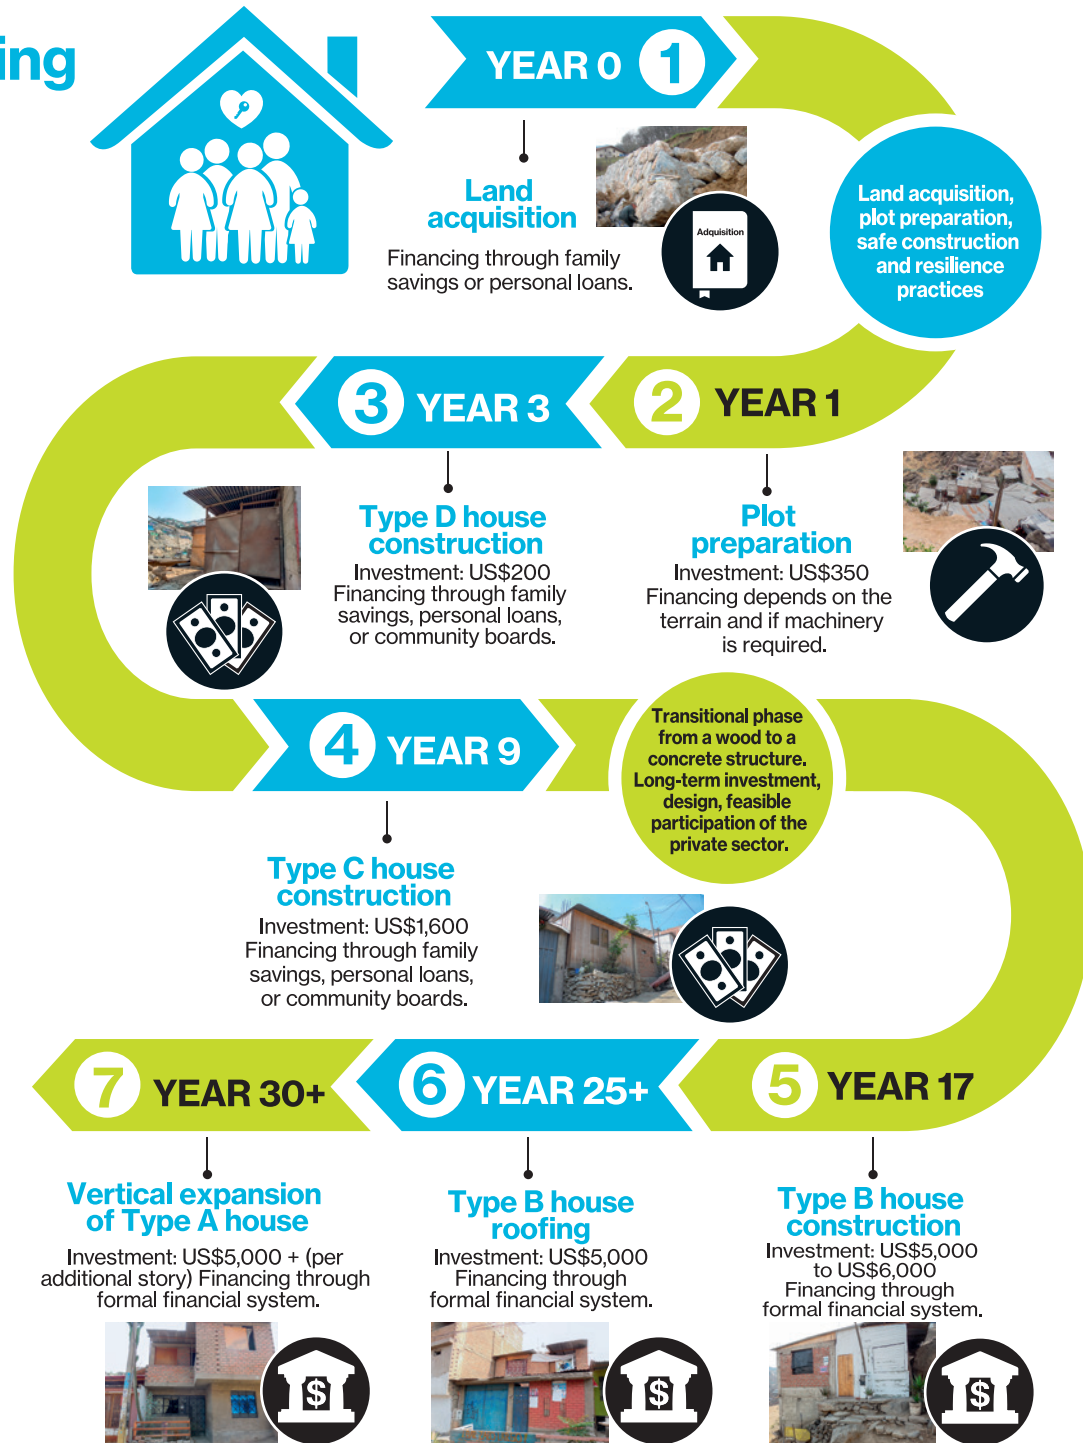 ing
YEAR 0 1
Land
acquisition
Financing through family
savings or personal loans.
Adquisition
Land acquisition,
plot preparation,
safe construction
and resilience
practices
2 YEAR 1
Plot
preparation
Investment: US$350
Financing depends on the
terrain and if machinery
is required.
3 YEAR 3
Type D house
construction
Investment: US$200
Financing through family
savings, personal loans,
or community boards.
4 YEAR 9
Type C house
construction
Investment: US$1,600
Financing through family
savings, personal loans,
or community boards.
Transitional phase
from a wood to a
concrete structure.
Long-term investment,
design, feasible
participation of the
private sector.
5 YEAR 17
Type B house
construction
Investment: US$5,000
to US$6,000
Financing through
formal financial system.
$
6 YEAR 25+
Type B house
roofing
Investment: US$5,000
Financing through
formal financial system.
$
7 YEAR 30+
Vertical expansion
of Type A house
Investment: US$5,000 + (per
additional story) Financing through
formal financial system.
$